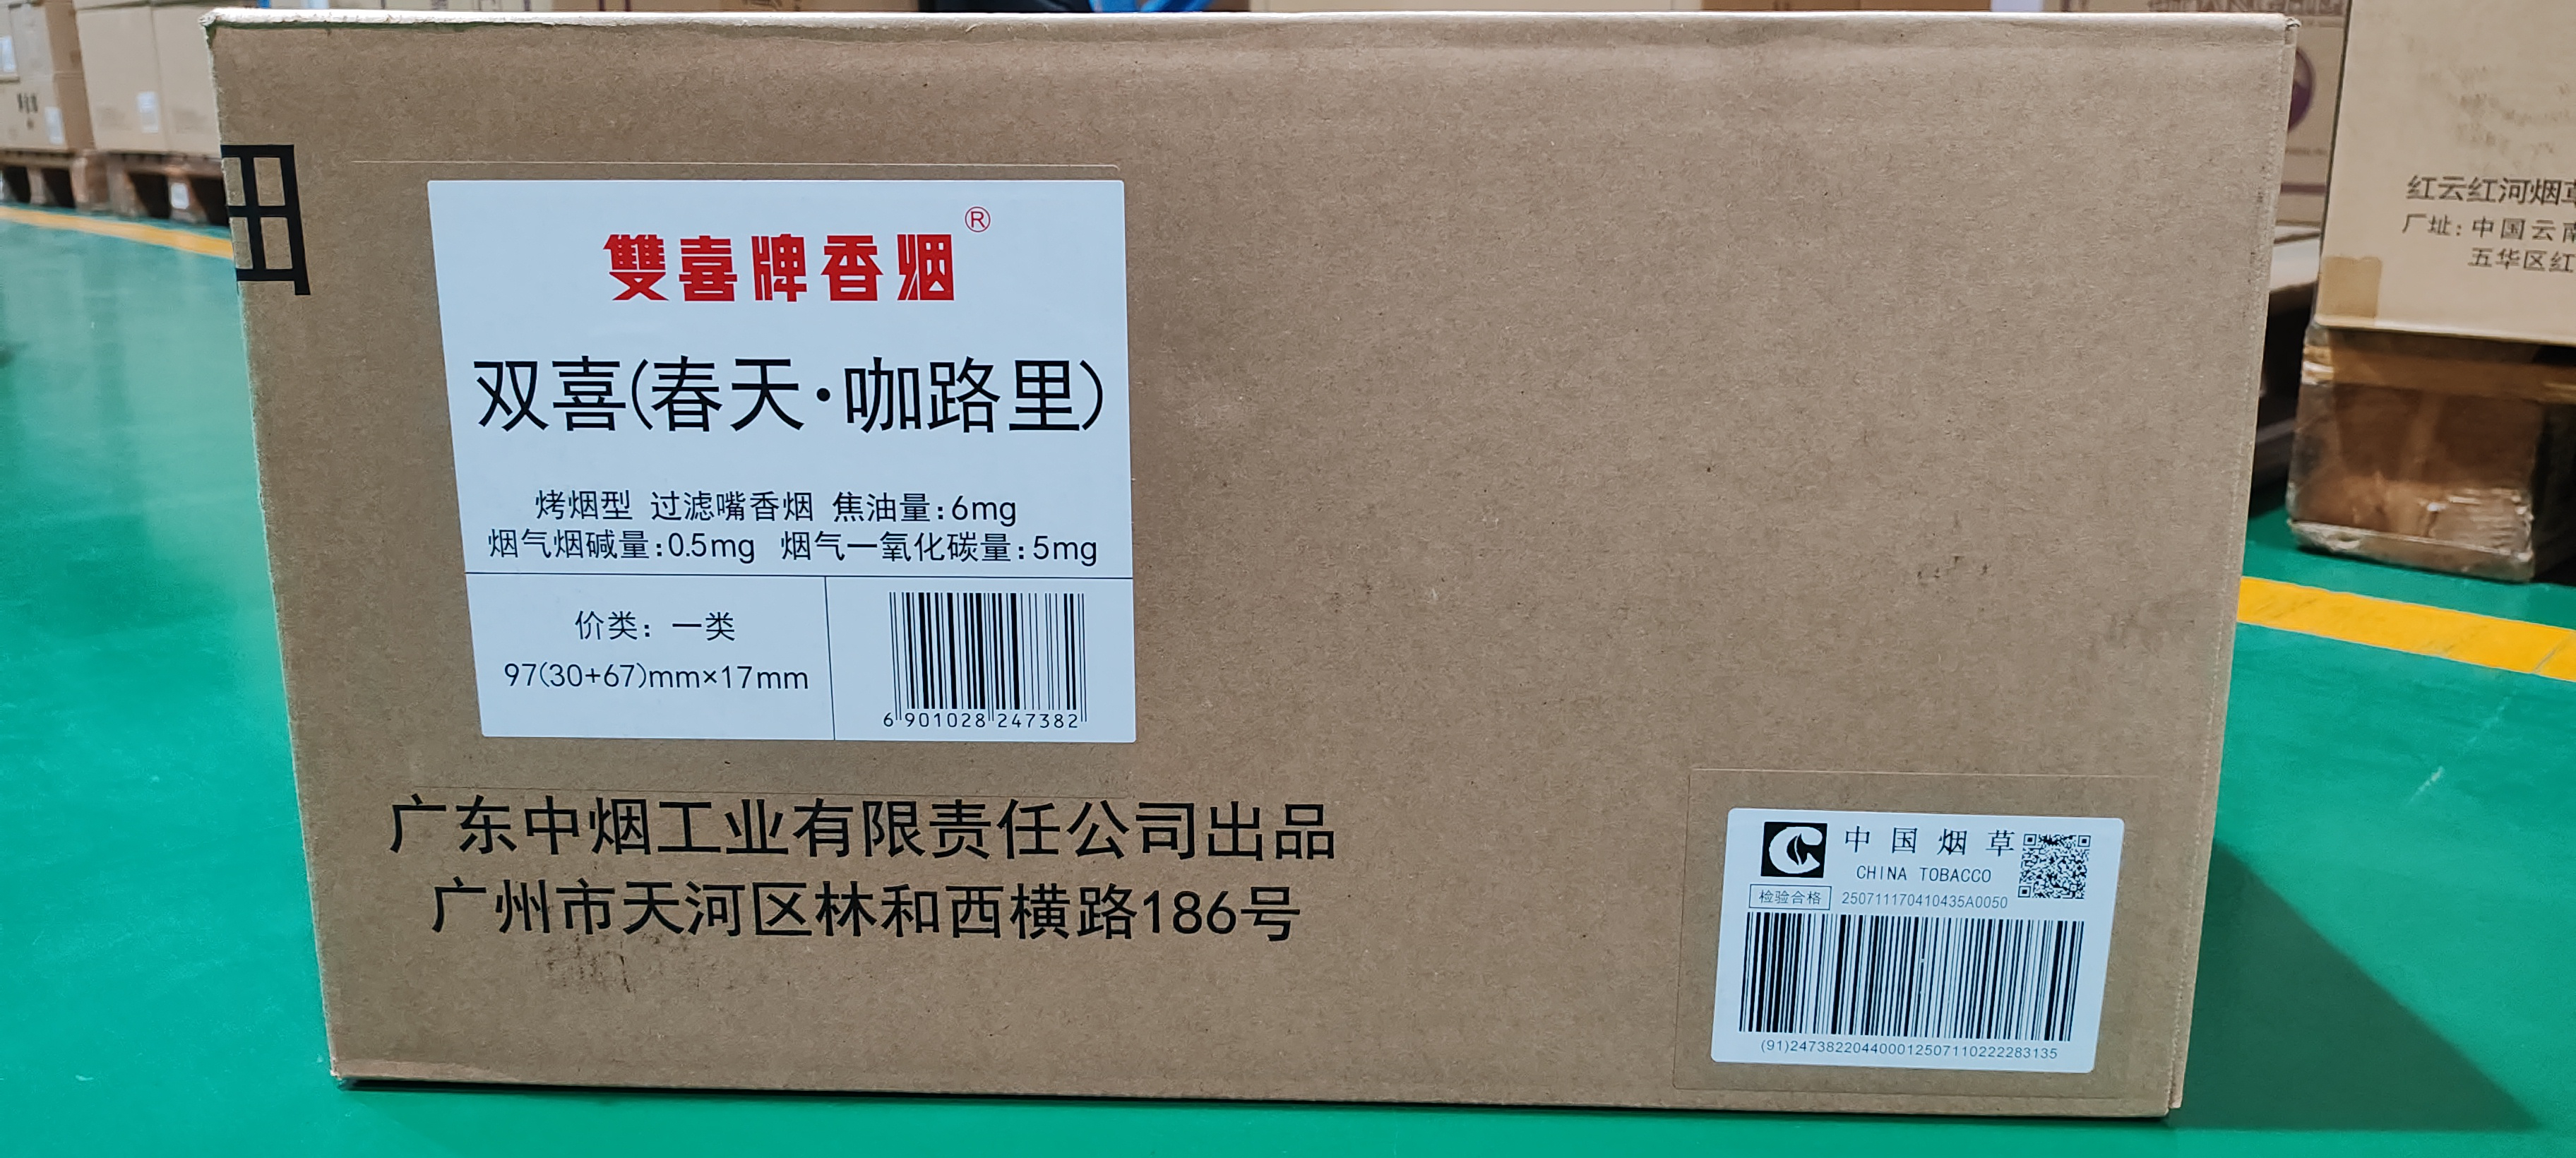 雙喜牌香烟®
双喜(春天·咖路里)
烤烟型 过滤嘴香烟 焦油量:6mg
烟气烟碱量:0.5mg 烟气一氧化碳量:5mg
价类：一类
97(30+67)mm×17mm
6 901028 247382
广东中烟工业有限责任公司出品
广州市天河区林和西横路186号
中国烟草
CHINA TOBACCO
检验合格 250711170410435A0050
(91)24738220440001250711022283135
红云红河烟草
厂址：中国云南
五华区红